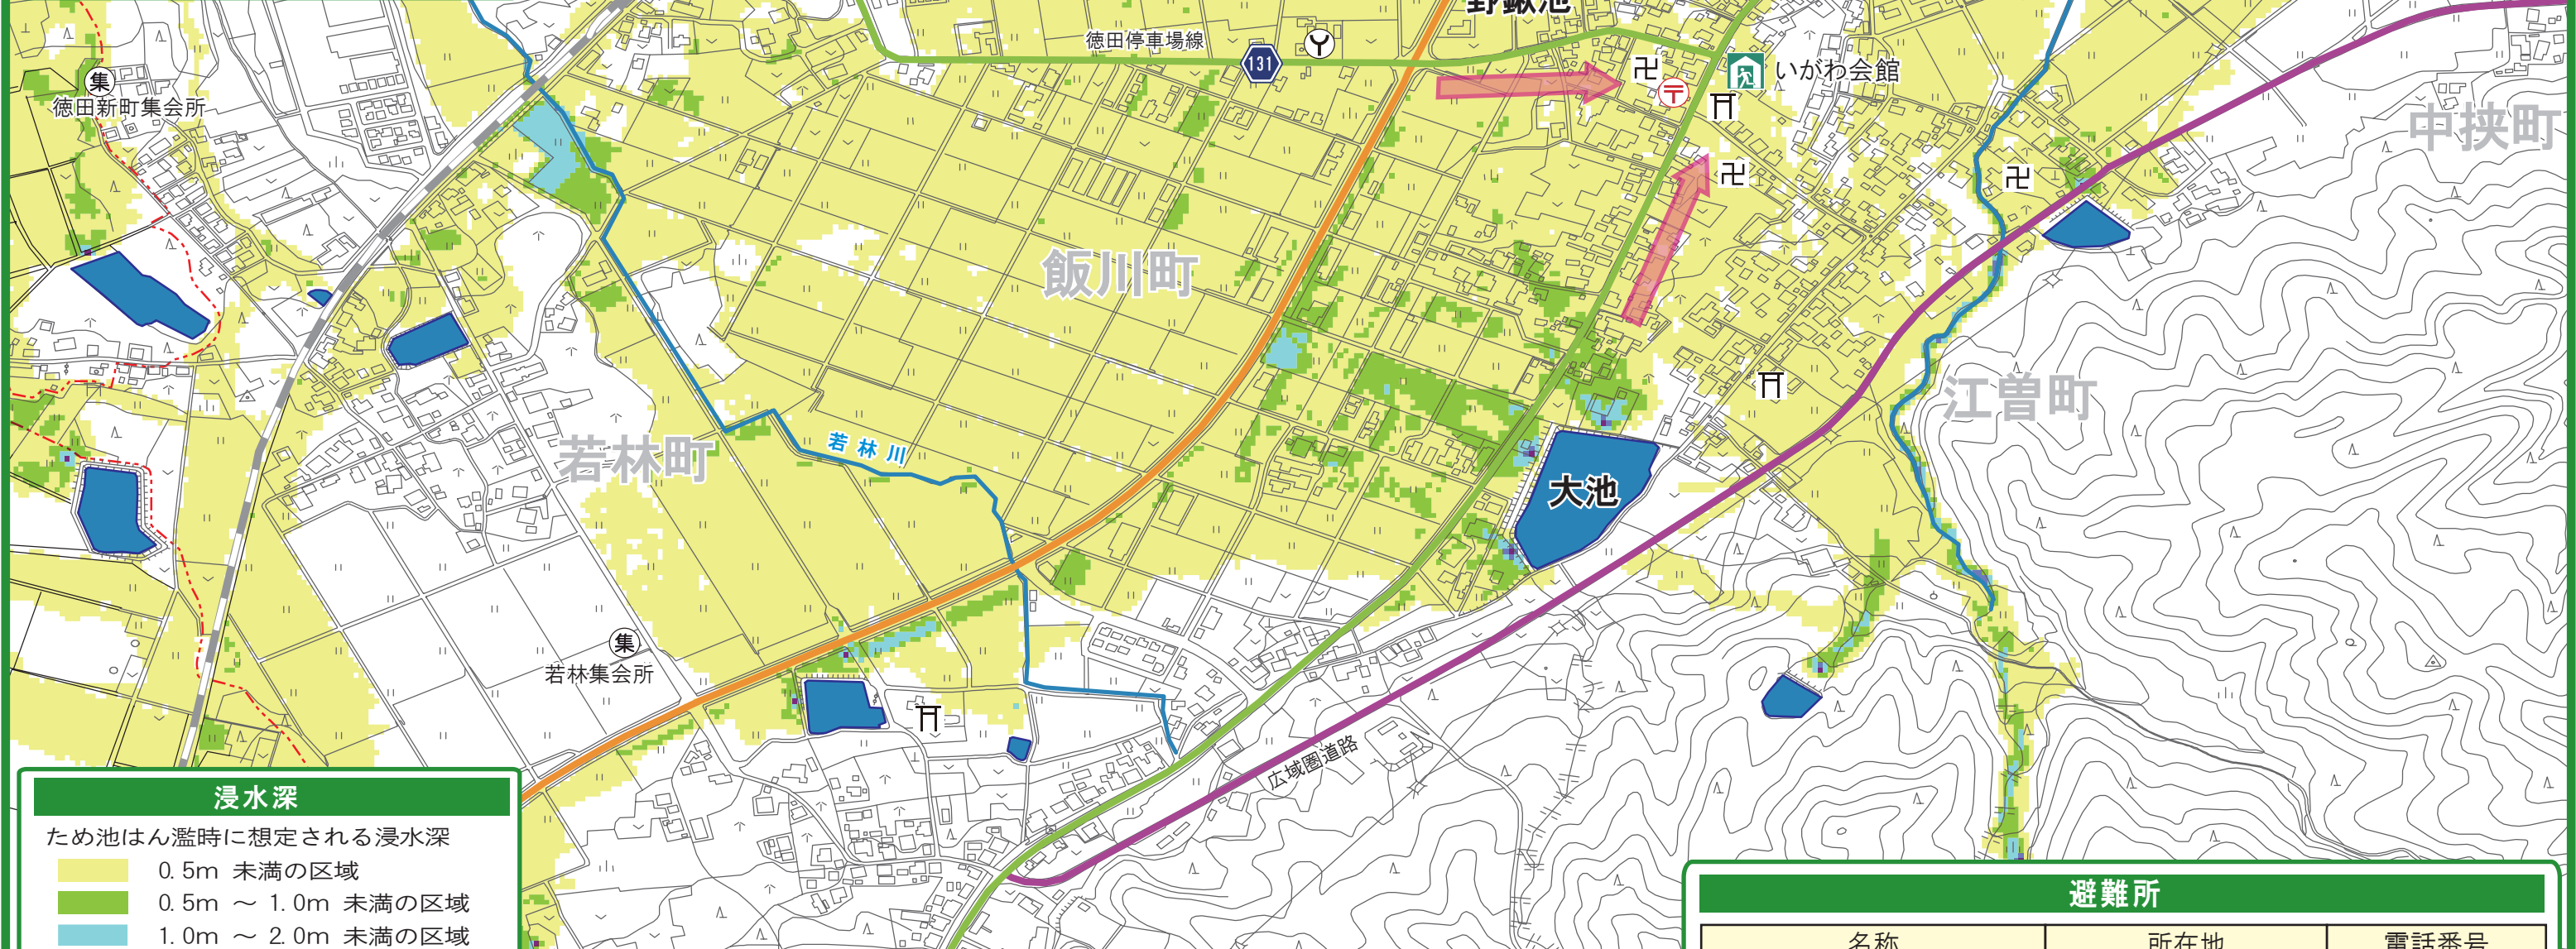 野鍬池
徳田停車場線
131
いがわ会館
集
徳田新町集会所
中挟町
飯川町
江曽町
若林町
若林川
大池
集
若林集会所
広域圏道路
浸水深
ため池はん濫時に想定される浸水深
0.5m 未満の区域
0.5m ～ 1.0m 未満の区域
1.0m ～ 2.0m 未満の区域
避難所
名称 所在地 電話番号